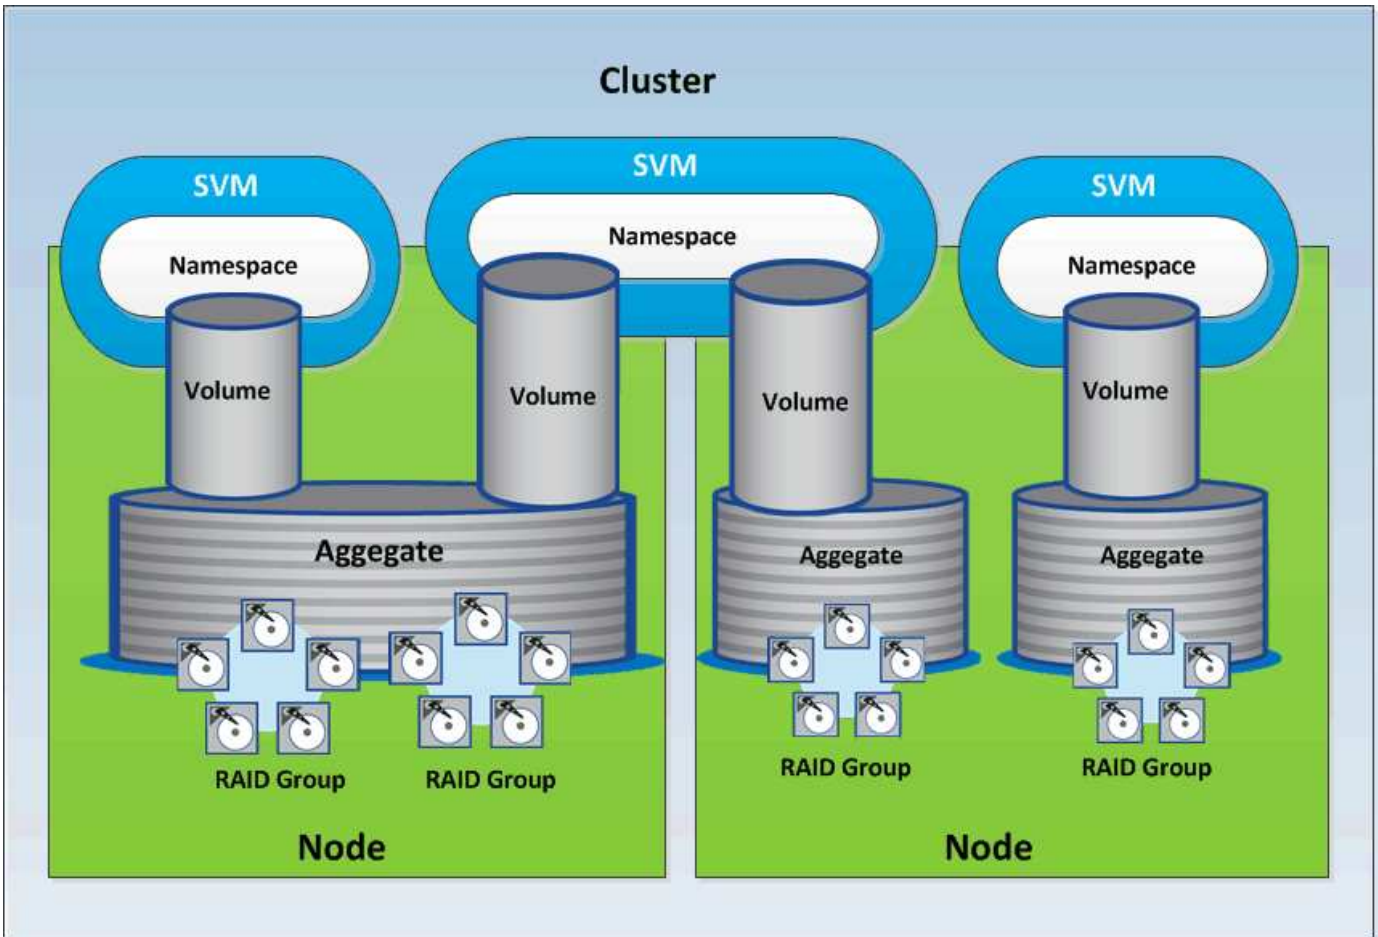 Cluster
SVM
SVM
SVM
Namespace
Namespace
Namespace
Volume
Volume
Volume
Volume
Aggegate
Aggegate
Aggegate
RAID Group
RAID Group
RAID Group
RAID Group
Node
Node